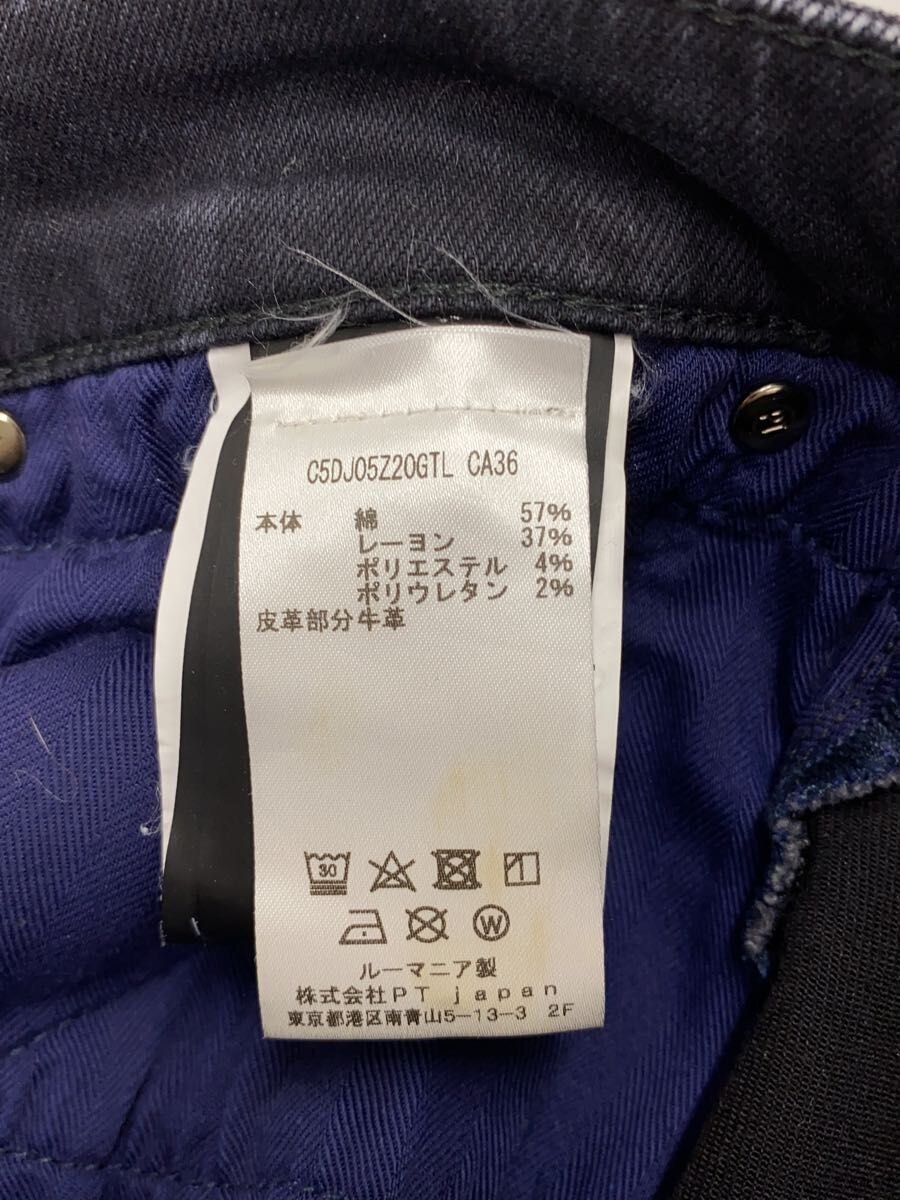 C5DJ05Z20GTL CA36
本体 綿 57%
レーヨン 37%
ポリエステル 4%
ポリウレタン 2%
皮革部分牛革
30
W
ルーマニア製
株式会社PT japan
東京都港区南青山5-13-3 2F